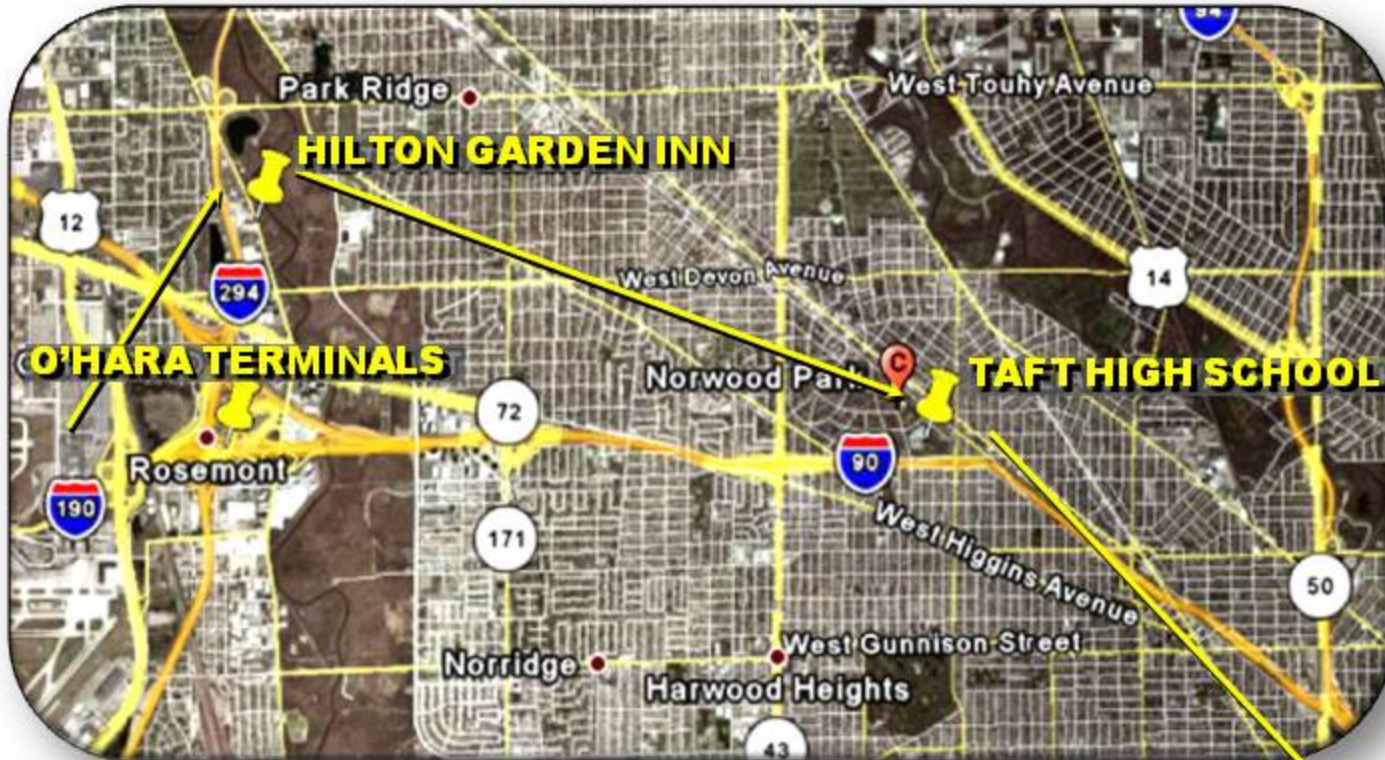 94
Park Ridge
West Touhy Avenue
HILTON GARDEN INN
12
West Devon Avenue
14
294
O'HARA TERMINALS
C
TAFT HIGH SCHOOL
Norwood Park
72
Rosemont
90
190
171
West Higgins Avenue
50
West Gunnison Street
Norridge
Harwood Heights
43